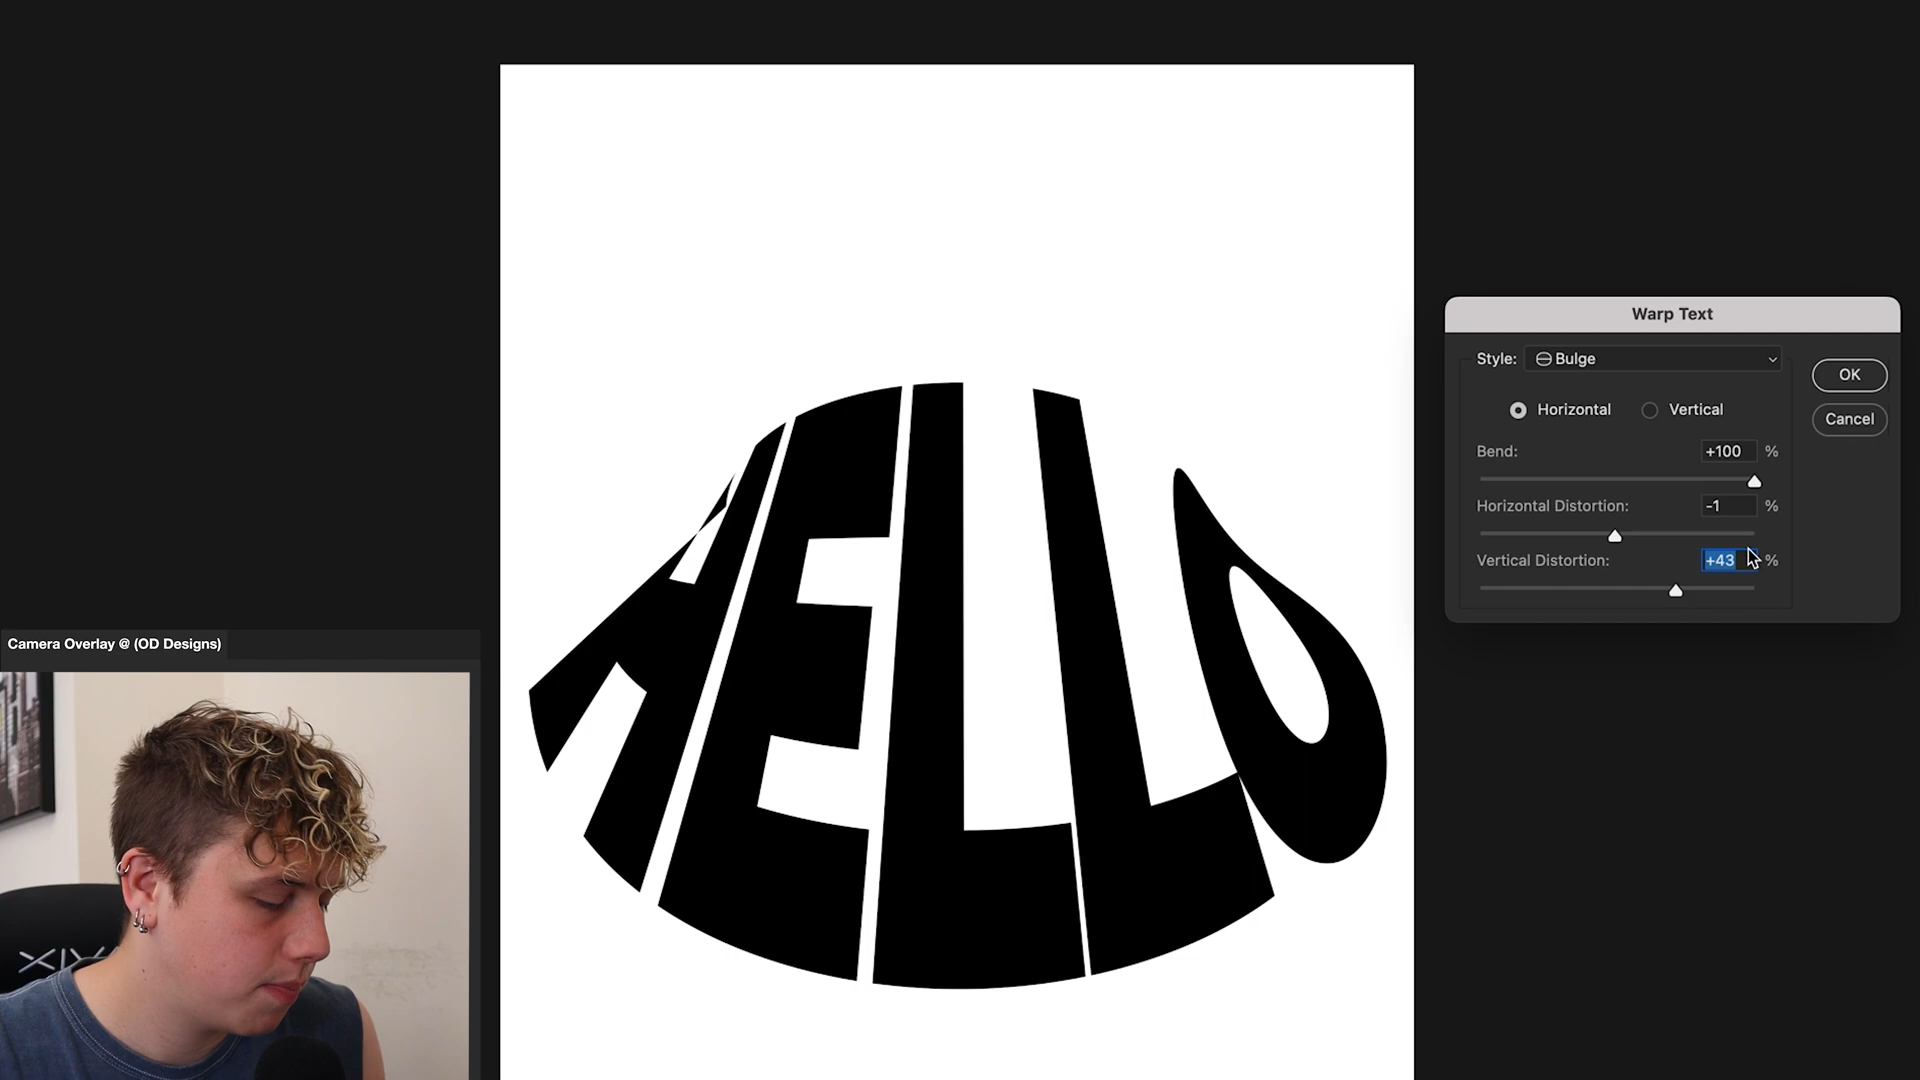 HELLO
Warp Text
Style: Bulge
OK
Horizontal Vertical
Cancel
Bend: +100 %
Horizontal Distortion: -1 %
Vertical Distortion: +43 %
Camera Overlay @ (OD Designs)